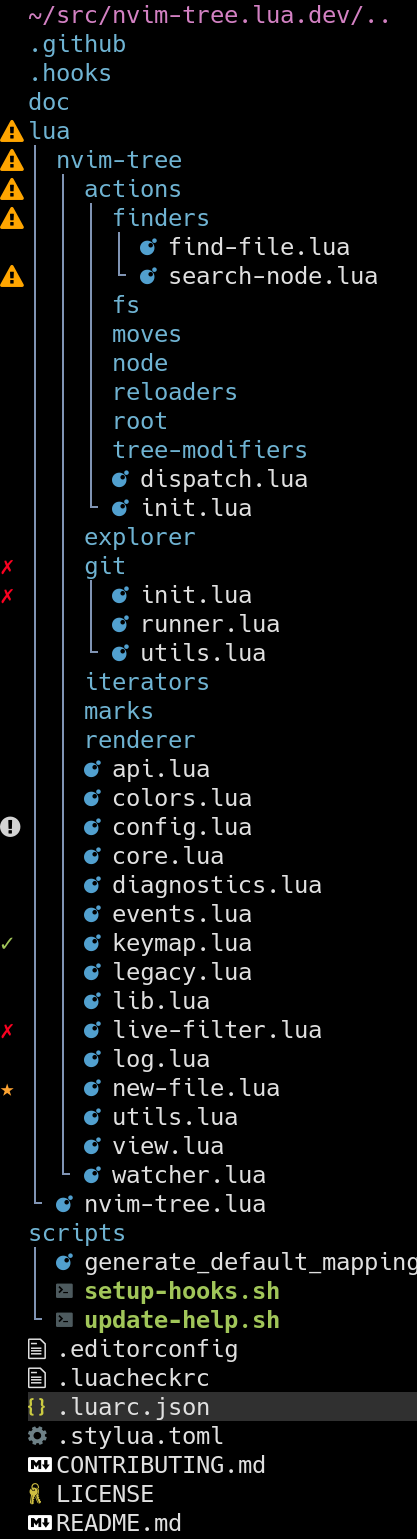 ~/src/nvim-tree.lua.dev/..
.github
.hooks
doc
lua
nvim-tree
actions
finders
find-file.lua
search-node.lua
fs
moves
node
reloaders
root
tree-modifiers
dispatch.lua
init.lua
explorer
git
init.lua
runner.lua
utils.lua
iterators
marks
renderer
api.lua
colors.lua
config.lua
core.lua
diagnostics.lua
events.lua
keymap.lua
legacy.lua
lib.lua
live-filter.lua
log.lua
new-file.lua
utils.lua
view.lua
watcher.lua
nvim-tree.lua
scripts
generate_default_mapping
setup-hooks.sh
update-help.sh
.editorconfig
.luacheckrc
.luarc.json
.stylua.toml
CONTRIBUTING.md
LICENSE
README.md